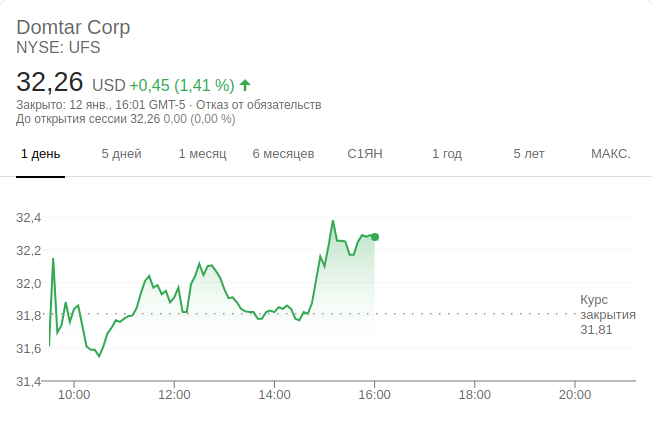 Domtar Corp
NYSE: UFS
32,26 USD +0,45 (1,41 %)
Закрыто: 12 янв., 16:01 GMT-5 · Отказ от обязательств
До открытия сессии 32,26 0,00 (0,00 %)
1 день 5 дней 1 месяц 6 месяцев С1ЯН 1 год 5 лет МАКС.
32,4
32,2
32,0
31,8
31,6
31,4
Курс
закрытия
31,81
10:00 12:00 14:00 16:00 18:00 20:00